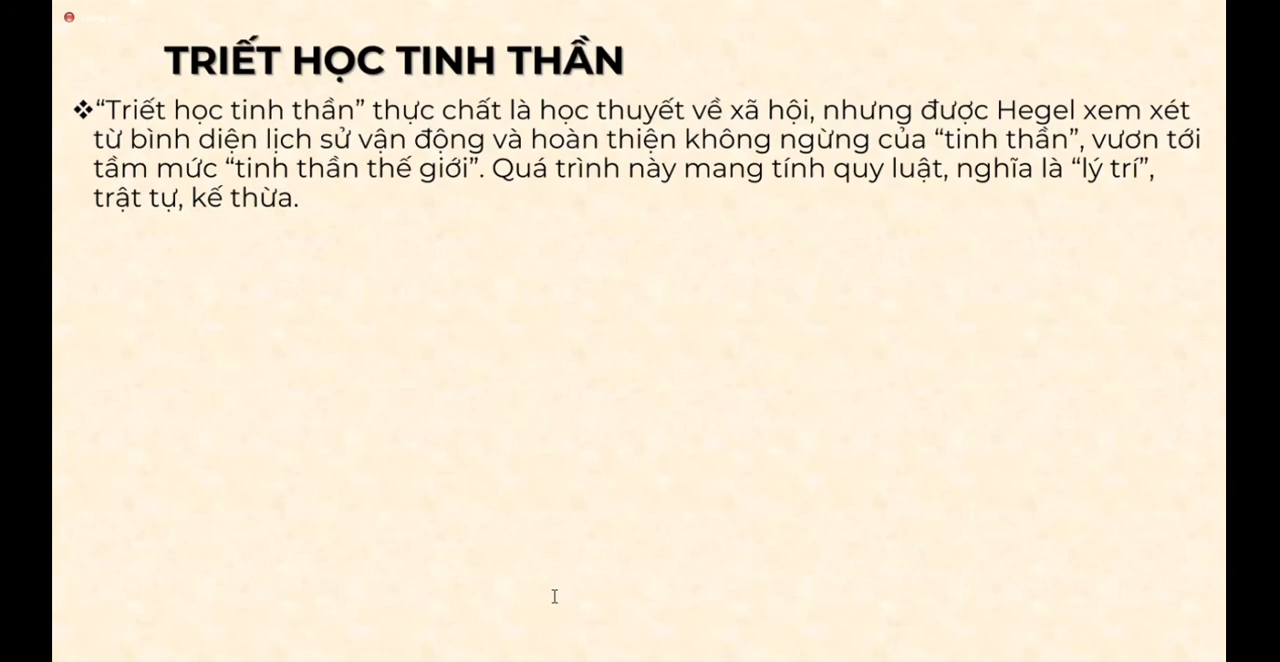 TRIẾT HỌC TINH THẦN
❖“Triết học tinh thần” thực chất là học thuyết về xã hội, nhưng được Hegel xem xét
từ bình diện lịch sử vận động và hoàn thiện không ngừng của “tinh thần”, vươn tới
tầm mức “tinh thần thế giới”. Quá trình này mang tính quy luật, nghĩa là “lý trí”,
trật tự, kế thừa.